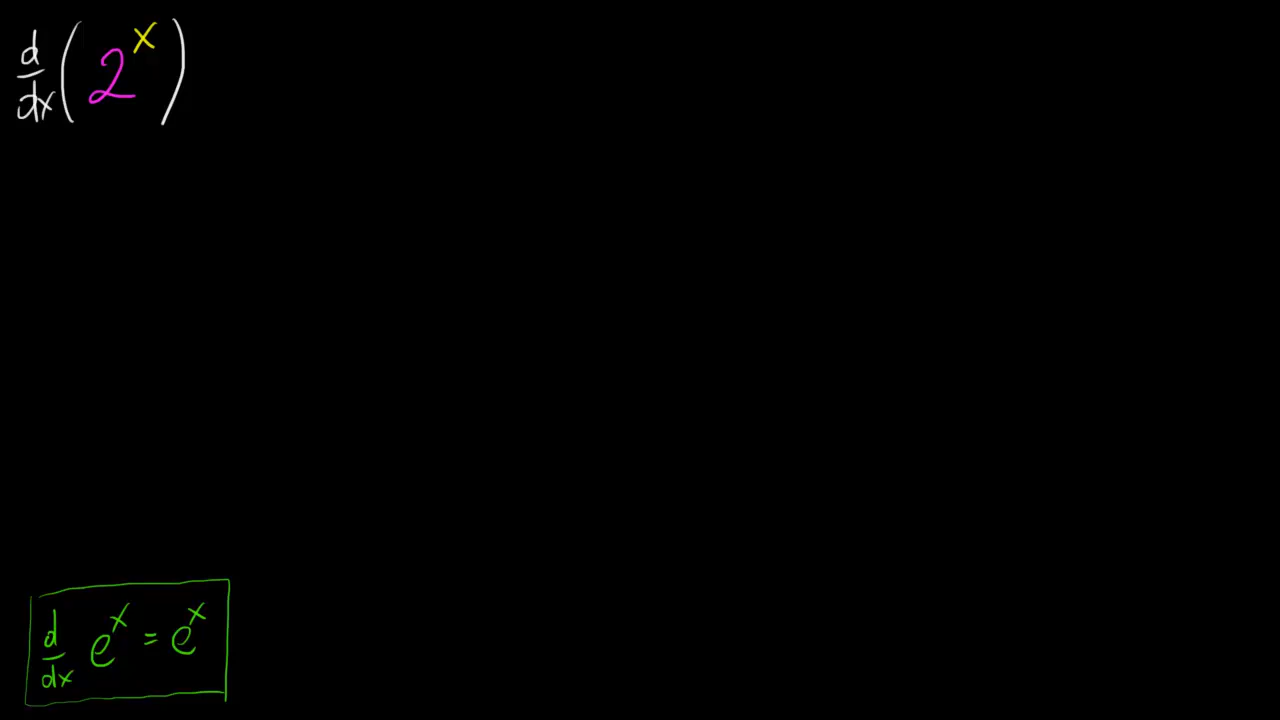 d/dx (2^x)
d/dx e^x = e^x